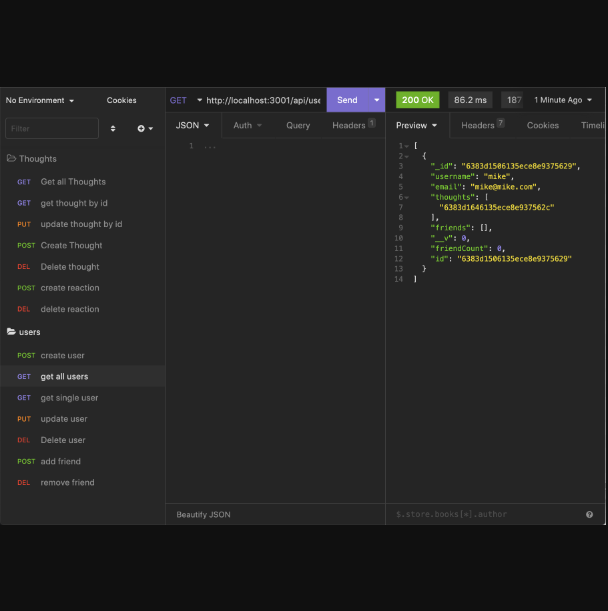 No Environment
Cookies
GET
http://localhost:3001/api/use
Send
200 OK
86.2 ms
187
1 Minute Ago
Filter
JSON
Auth
Query
Headers 1
Preview
Headers 7
Cookies
Timeli
Thoughts
GET Get all Thoughts
GET get thought by id
PUT update thought by id
POST Create Thought
DEL Delete thought
POST create reaction
DEL delete reaction
users
POST create user
GET get all users
GET get single user
PUT update user
DEL Delete user
POST add friend
DEL remove friend
1 ...
1 [
2 {
3 "_id": "6383d1506135ece8e9375629",
4 "username": "mike",
5 "email": "mike@mike.com",
6 "thoughts": [
7 "6383d1646135ece8e937562c"
8 ],
9 "friends": [],
10 "__v": 0,
11 "friendCount": 0,
12 "id": "6383d1506135ece8e9375629"
13 }
14 ]
Beautify JSON
$.store.books[*].author